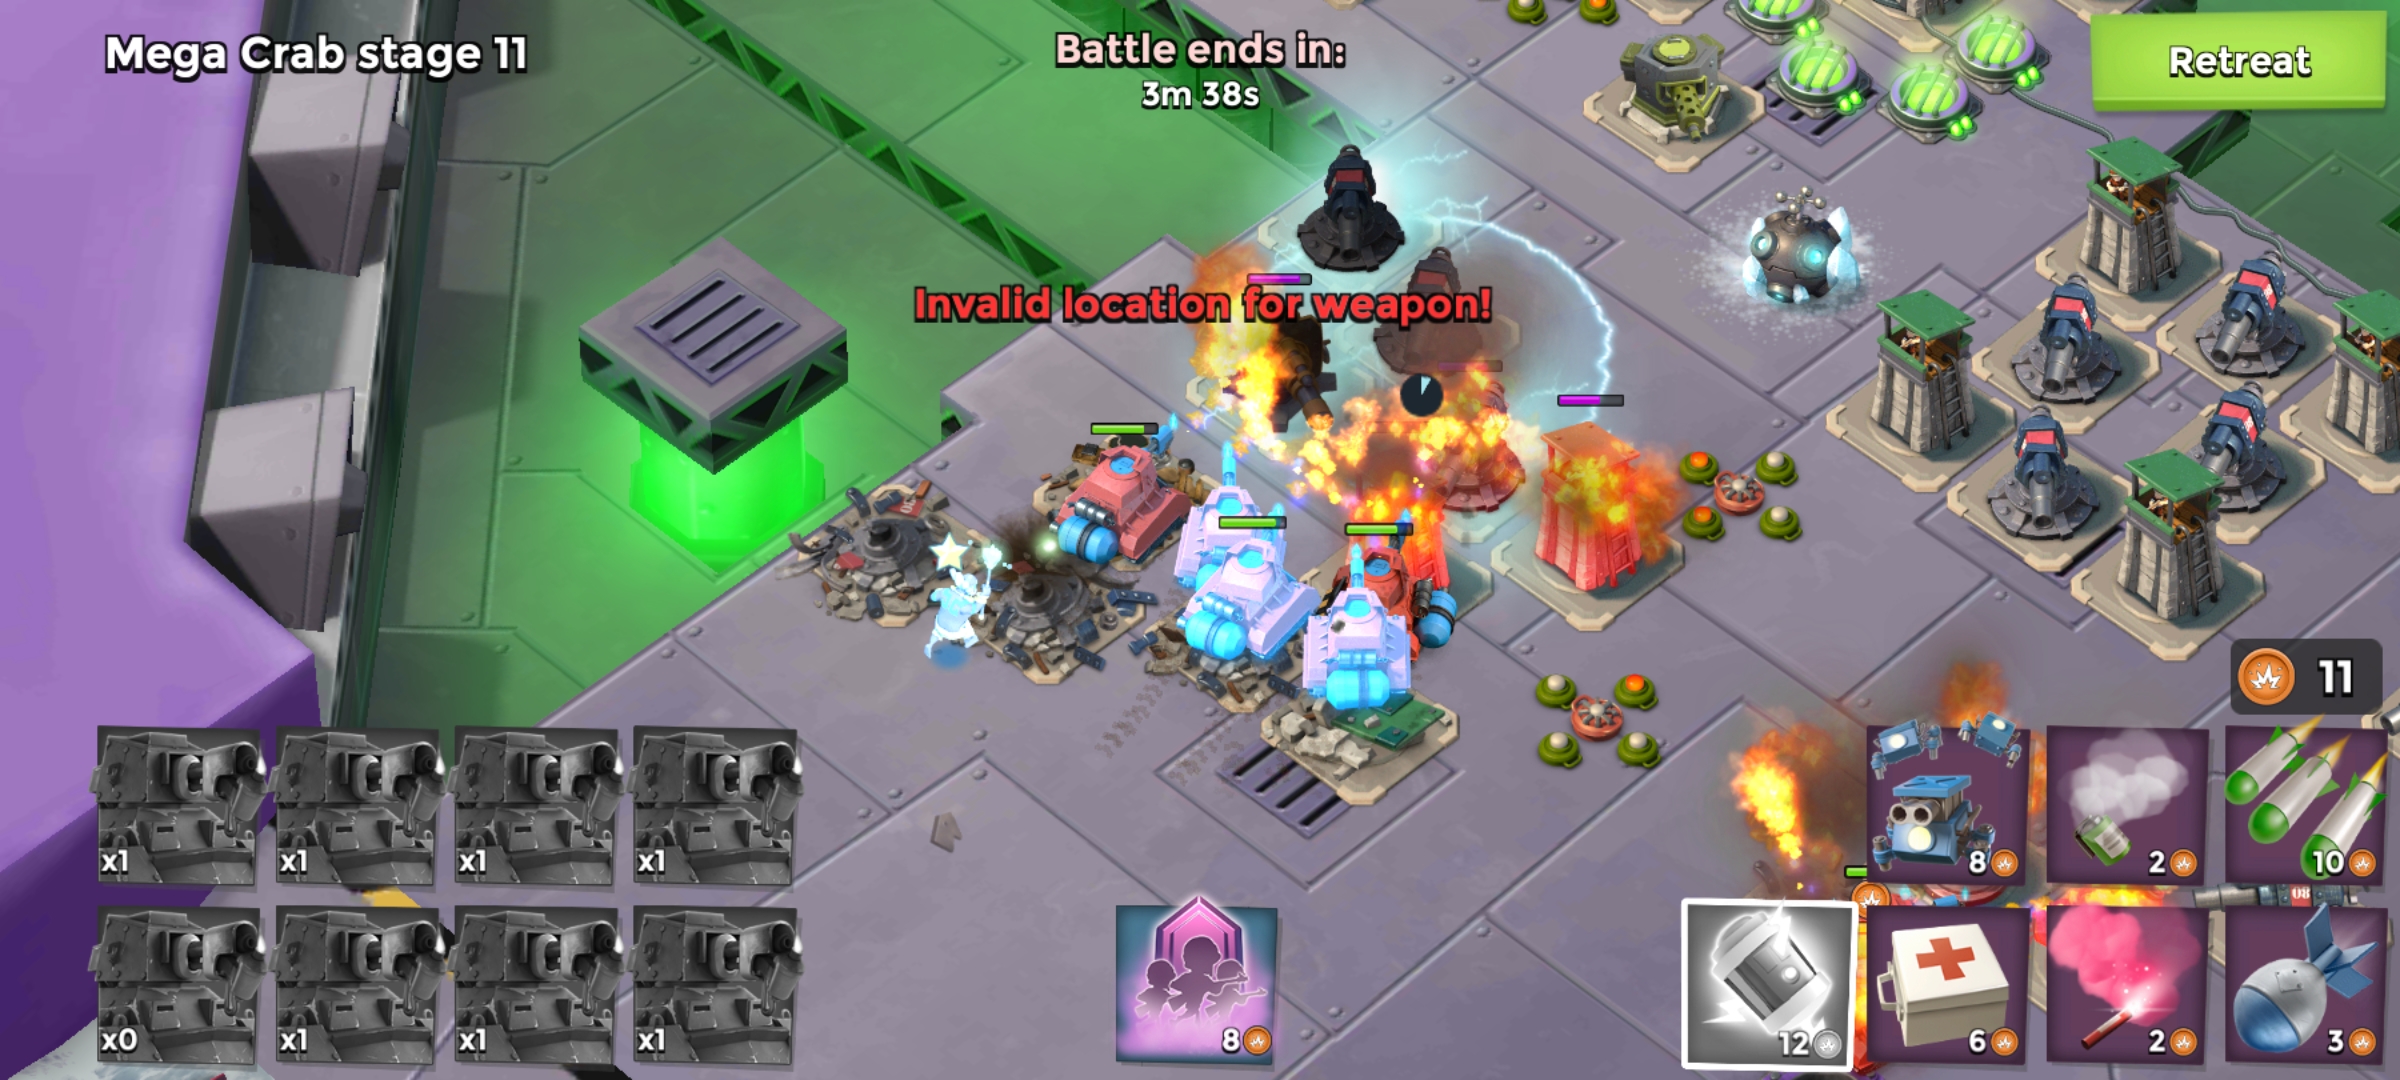 Mega Crab stage 11
Battle ends in:
3m 38s
Retreat
Invalid location for weapon!
11
x1
x1
x1
x1
8
2
10
08
x0
x1
x1
x1
8
12
6
2
3